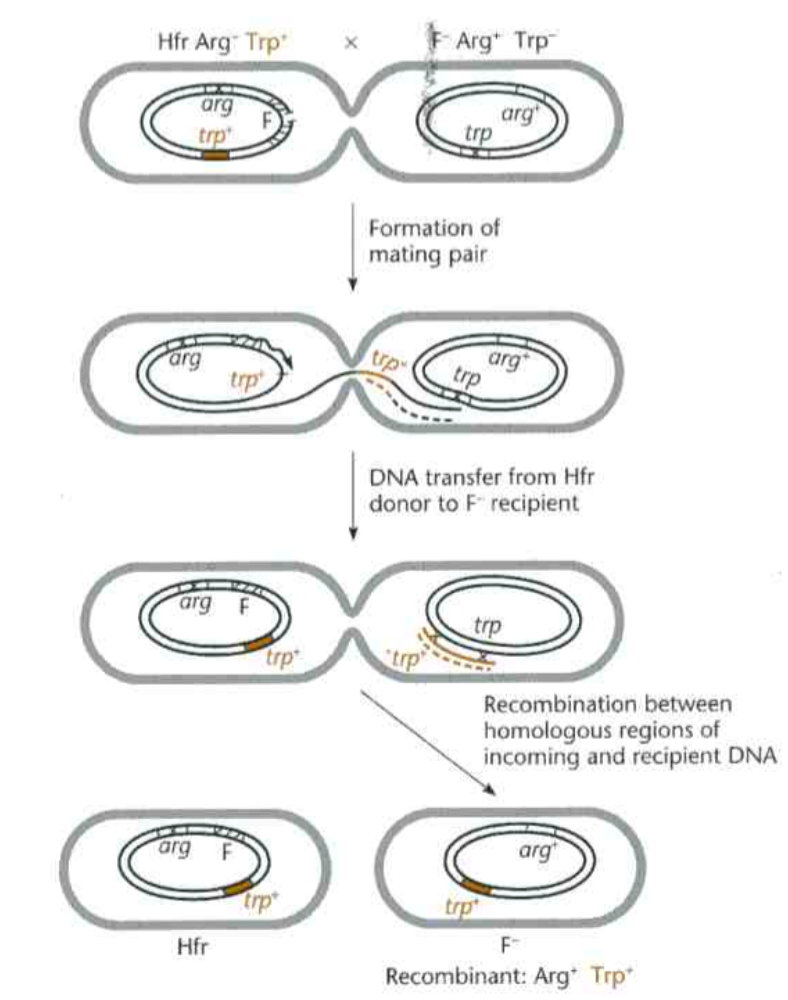 Hfr Arg⁻ Trp⁺ × F⁻ Arg⁺ Trp⁻
arg
F
trp⁺
arg⁺
trp
Formation of
mating pair
arg
trp⁺
trp⁺
arg⁺
trp
DNA transfer from Hfr
donor to F⁻ recipient
arg F
trp⁺
trp
trp⁺
Recombination between
homologous regions of
incoming and recipient DNA
arg F
trp⁺
arg⁺
trp⁺
Hfr
F⁻
Recombinant: Arg⁺ Trp⁺